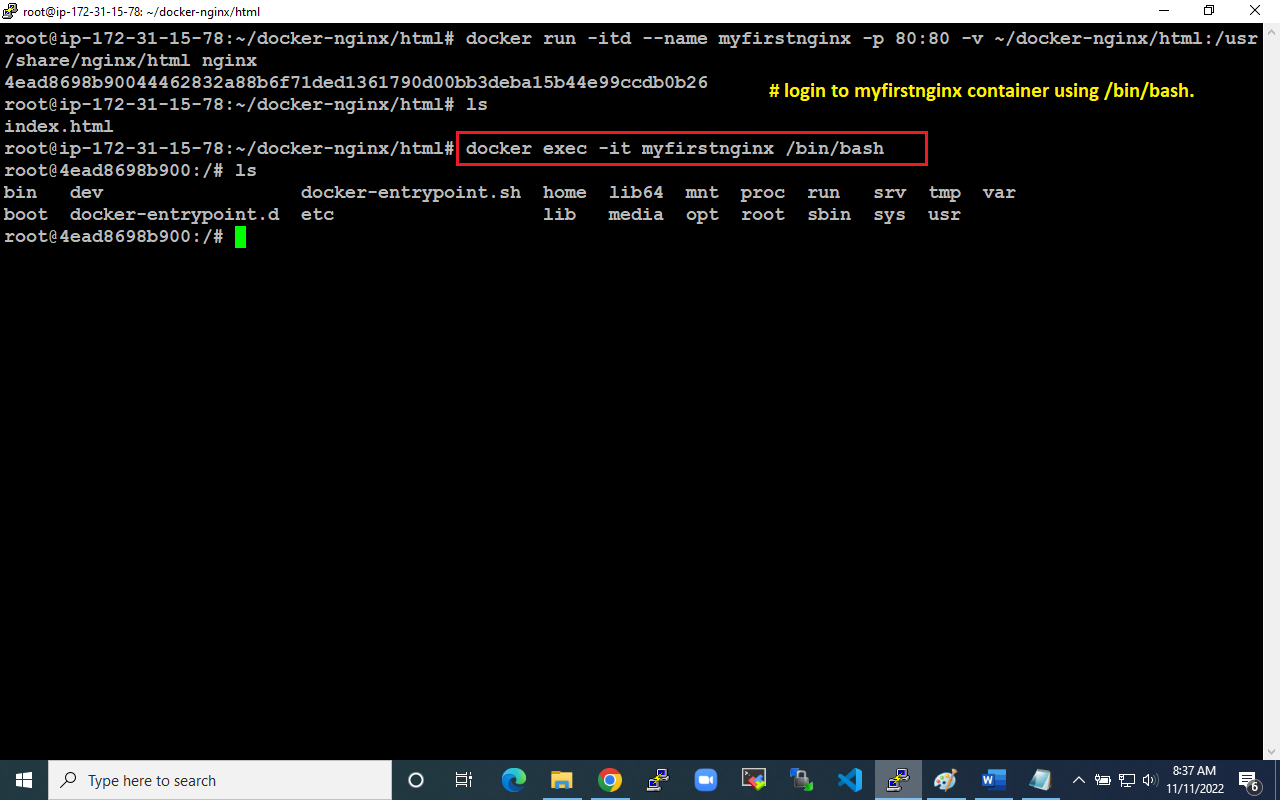 root@ip-172-31-15-78: ~/docker-nginx/html
root@ip-172-31-15-78:~/docker-nginx/html# docker run -itd --name myfirstnginx -p 80:80 -v ~/docker-nginx/html:/usr
/share/nginx/html nginx
4ead8698b90044462832a88b6f71ded1361790d00bb3deba15b44e99ccdb0b26
# login to myfirstnginx container using /bin/bash.
root@ip-172-31-15-78:~/docker-nginx/html# ls
index.html
root@ip-172-31-15-78:~/docker-nginx/html# docker exec -it myfirstnginx /bin/bash
root@4ead8698b900:/# ls
bin   dev                  docker-entrypoint.sh  home  lib64  mnt  proc  run   srv  tmp  var
boot  docker-entrypoint.d  etc                   lib   media  opt  root  sbin  sys  usr
root@4ead8698b900:/#
Type here to search
8:37 AM
11/11/2022
6